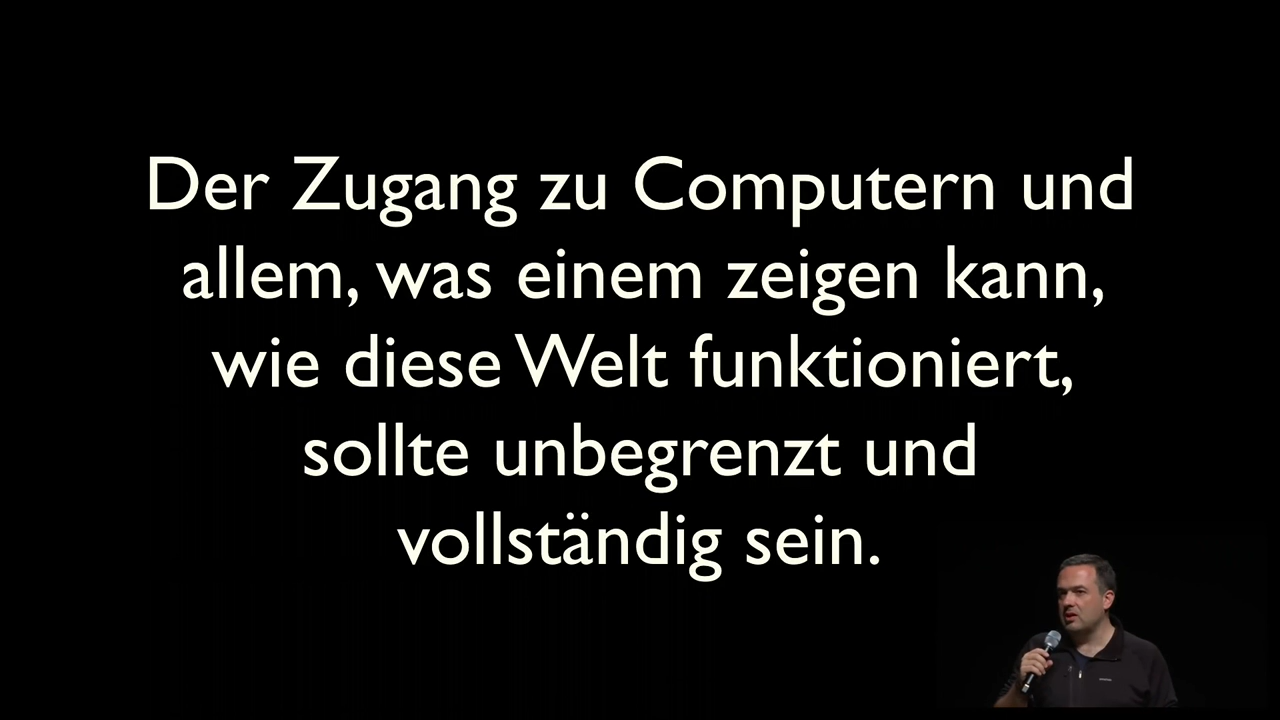 Der Zugang zu Computern und
allem, was einem zeigen kann,
wie diese Welt funktioniert,
sollte unbegrenzt und
vollständig sein.